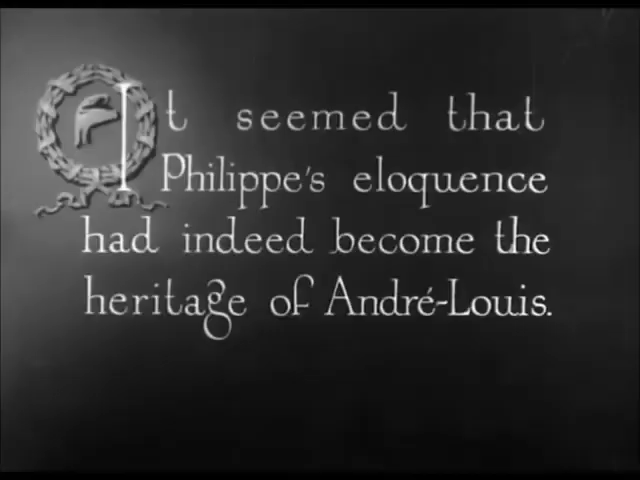 It seemed that
Philippe's eloquence
had indeed become the
heritage of André-Louis.